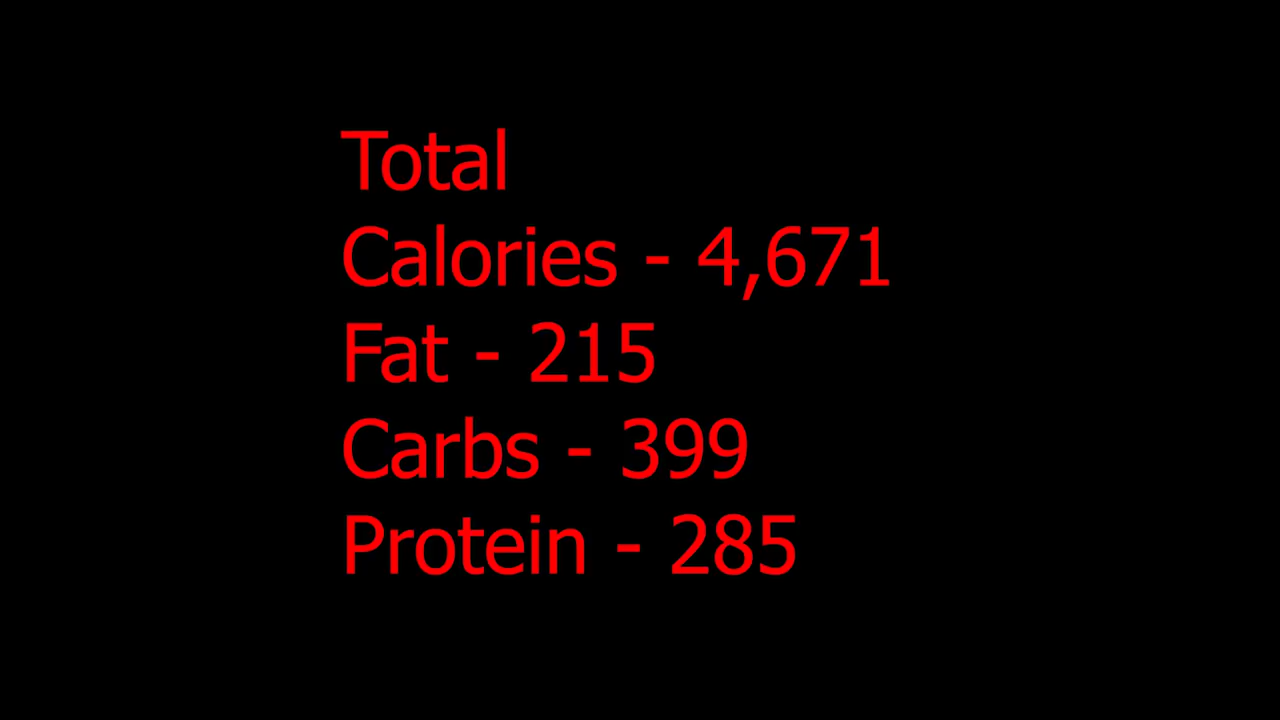 Total
Calories - 4,671
Fat - 215
Carbs - 399
Protein - 285